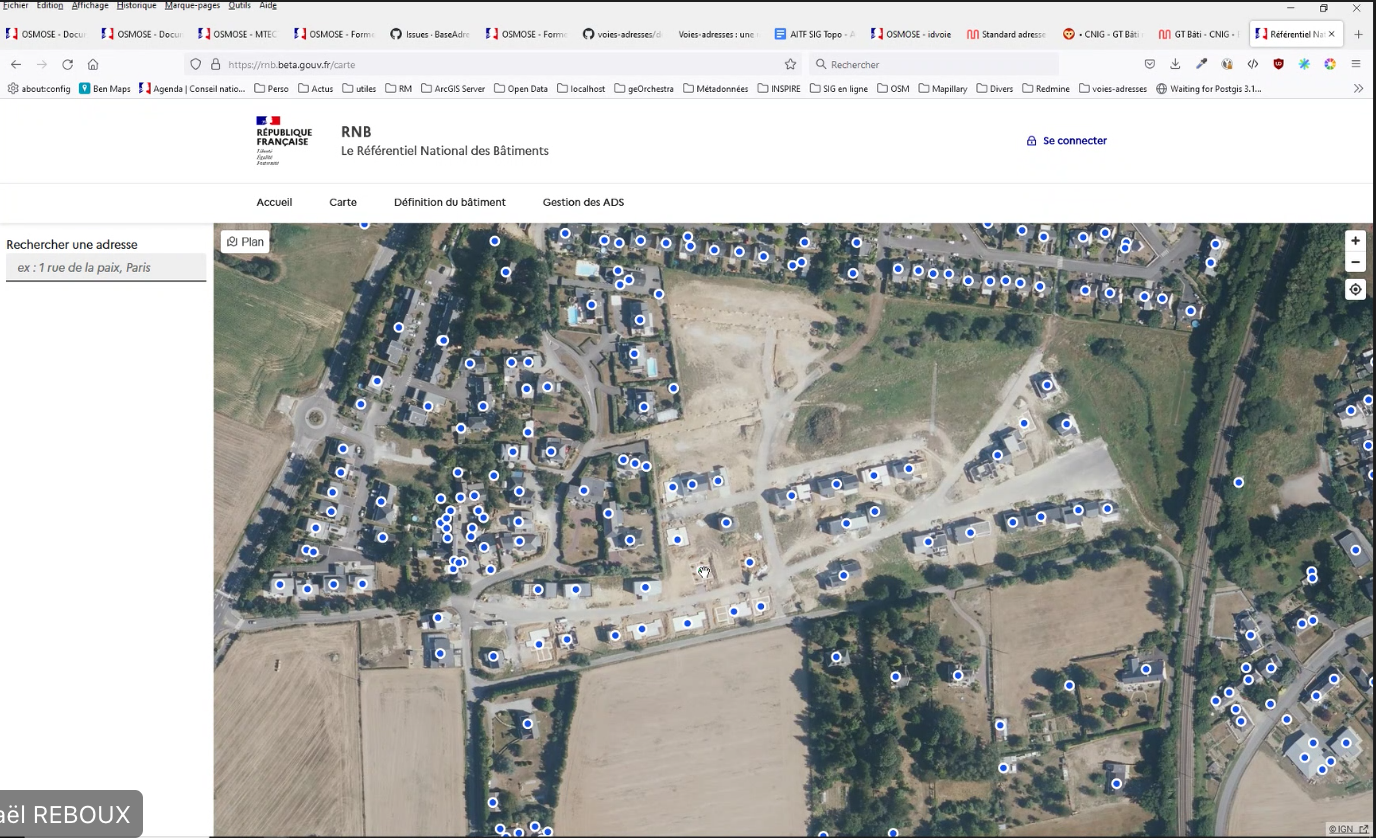 Fichier Edition Affichage Historique Marque-pages Outils Aide
OSMOSE - Docu OSMOSE - Docu OSMOSE - MTEC OSMOSE - Forme Issues · BaseAdre OSMOSE - Forme voies-adresses/d Voies-adresses : une AITF SIG Topo - A OSMOSE - idvoie Standard adresse • CNIG - GT Bâti GT Bâti - CNIG - Référentiel Nat
https://rnb.beta.gouv.fr/carte Rechercher
about:config Ben Maps Agenda | Conseil natio... Perso Actus utiles RM ArcGIS Server Open Data localhost geOrchestra Métadonnées INSPIRE SIG en ligne OSM Mapillary Divers Redmine voies-adresses Waiting for Postgis 3.1...
RÉPUBLIQUE
FRANÇAISE
Liberté
Égalité
Fraternité
RNB
Le Référentiel National des Bâtiments
Se connecter
Accueil Carte Définition du bâtiment Gestion des ADS
Rechercher une adresse
ex : 1 rue de la paix, Paris
Plan
+
−
aël REBOUX
© IGN